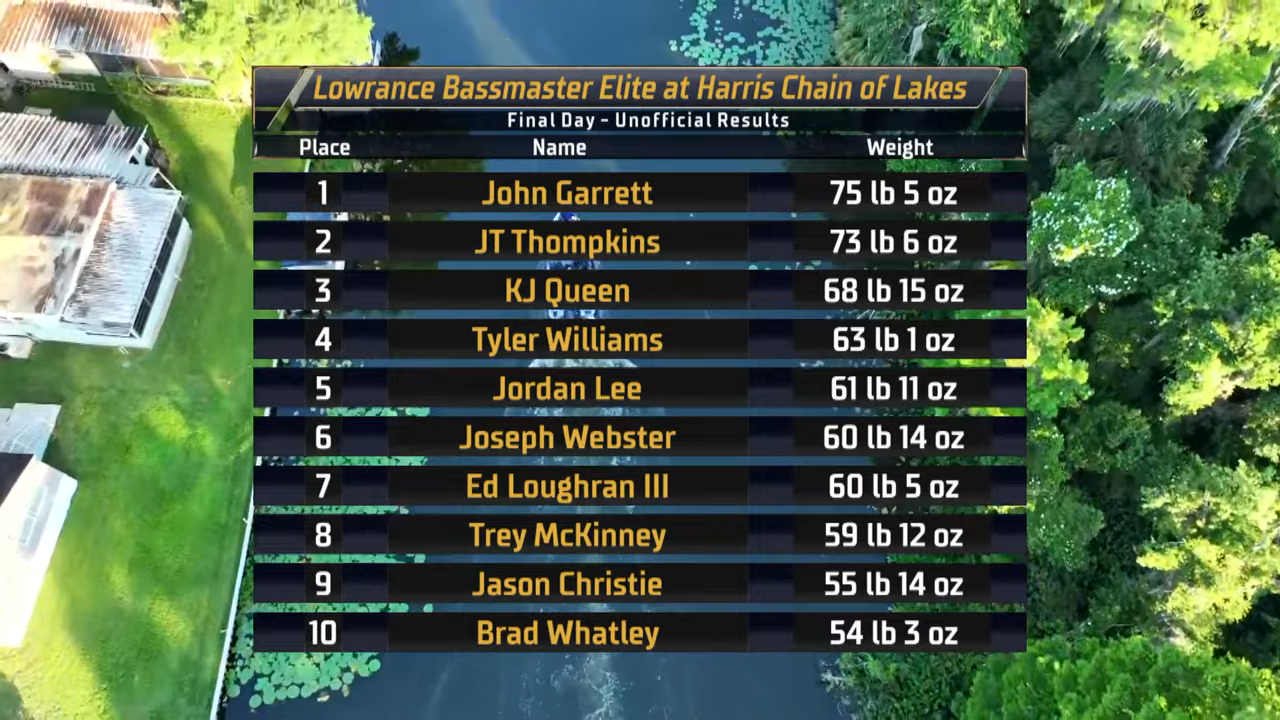 Lowrance Bassmaster Elite at Harris Chain of Lakes
Final Day - Unofficial Results
Place Name Weight
1 John Garrett 75 lb 5 oz
2 JT Thompkins 73 lb 6 oz
3 KJ Queen 68 lb 15 oz
4 Tyler Williams 63 lb 1 oz
5 Jordan Lee 61 lb 11 oz
6 Joseph Webster 60 lb 14 oz
7 Ed Loughran III 60 lb 5 oz
8 Trey McKinney 59 lb 12 oz
9 Jason Christie 55 lb 14 oz
10 Brad Whatley 54 lb 3 oz